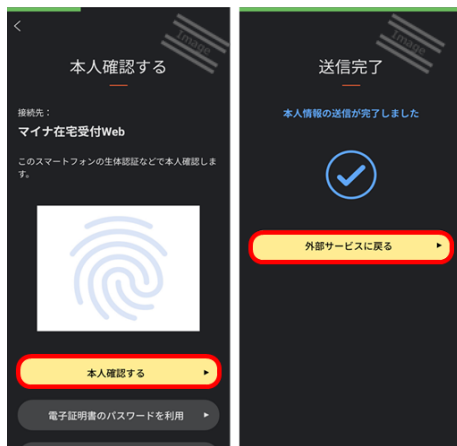 Image
本人確認する
接続先：
マイナ在宅受付Web
このスマートフォンの生体認証などで本人確認しま
す。
本人確認する
電子証明書のパスワードを利用
Image
送信完了
本人情報の送信が完了しました
外部サービスに戻る